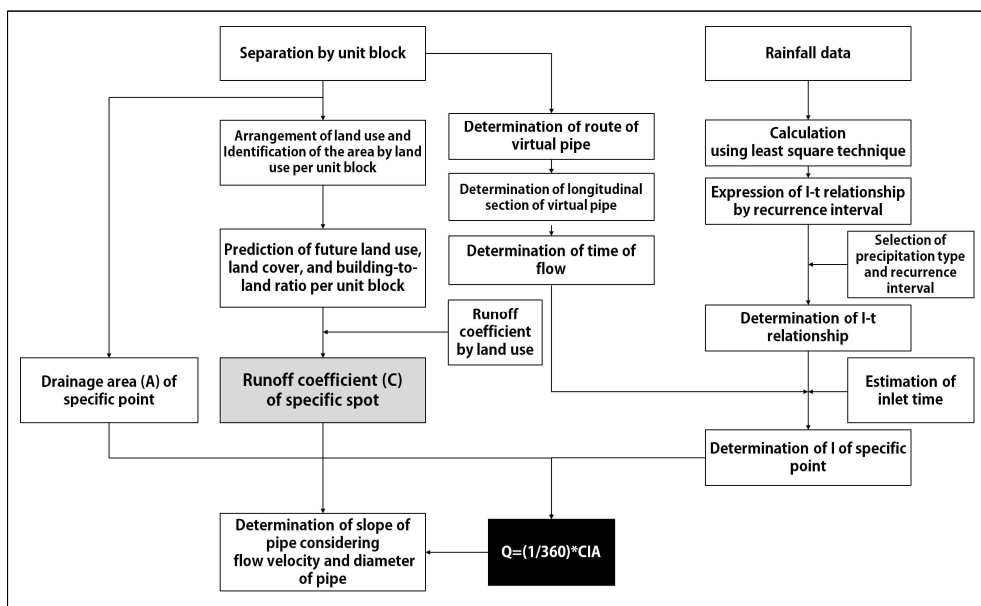 Separation by unit block
Rainfall data
Arrangement of land use and
Identification of the area by land
use per unit block
Determination of route of
virtual pipe
Calculation
using least square technique
Determination of longitudinal
section of virtual pipe
Expression of I-t relationship
by recurrence interval
Prediction of future land use,
land cover, and building-to-
land ratio per unit block
Determination of time of
flow
Selection of
precipitation type
and recurrence
interval
Runoff
coefficient
by land use
Determination of I-t
relationship
Drainage area (A) of
specific point
Runoff coefficient (C)
of specific spot
Estimation of
inlet time
Determination of I of specific
point
Determination of slope of
pipe considering
flow velocity and diameter
of pipe
Q=(1/360)*CIA